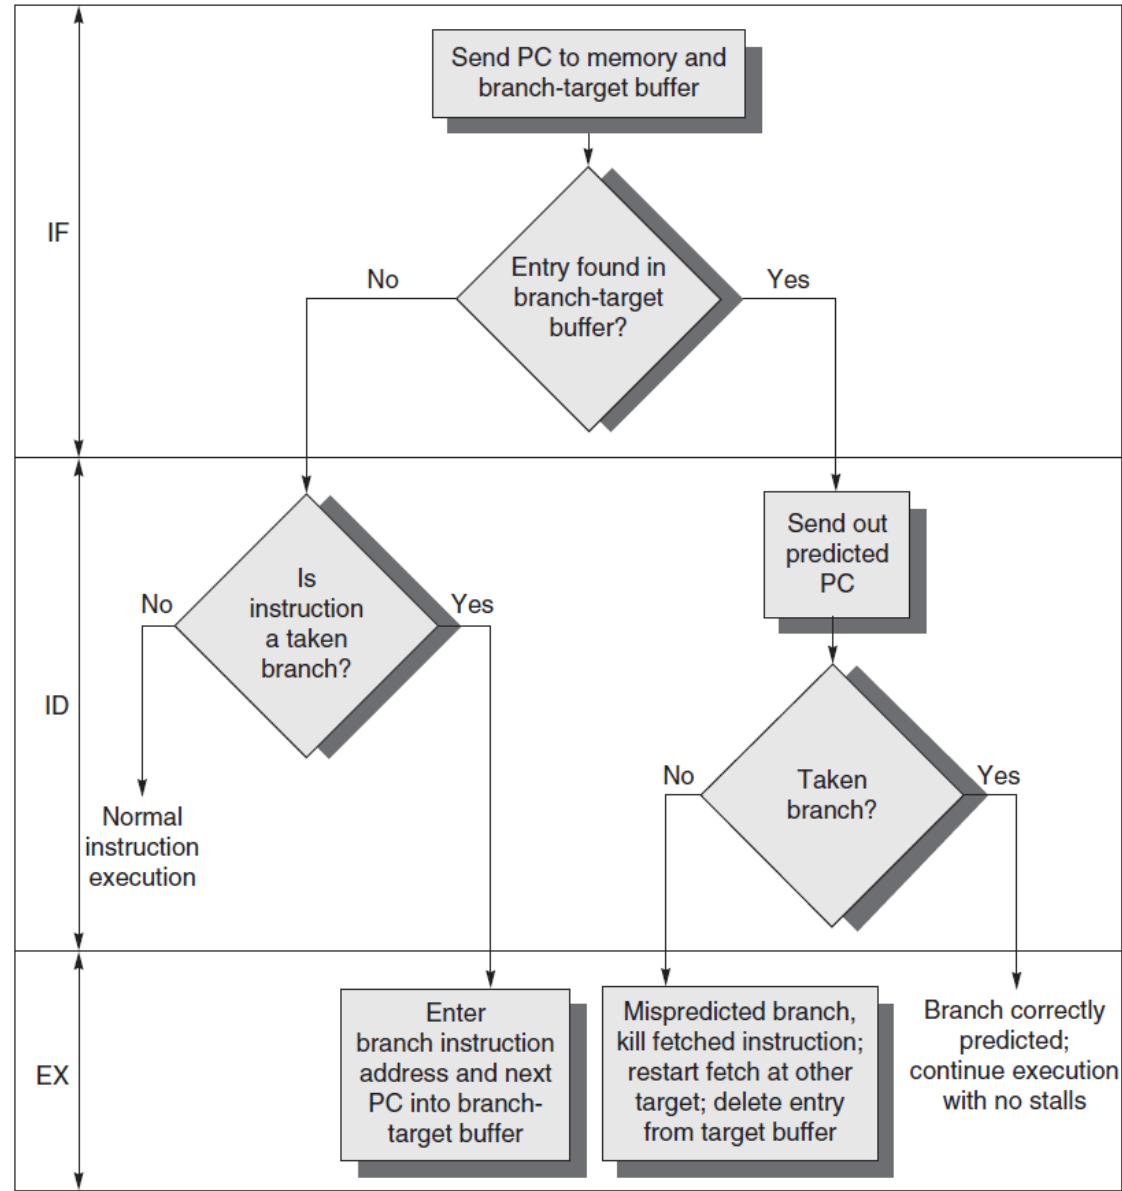 Send PC to memory and
branch-target buffer
IF
No
Entry found in
branch-target
buffer?
Yes
Send out
predicted
PC
No
Is
instruction
a taken
branch?
Yes
ID
No
Taken
branch?
Yes
Normal
instruction
execution
EX
Enter
branch instruction
address and next
PC into branch-
target buffer
Mispredicted branch,
kill fetched instruction;
restart fetch at other
target; delete entry
from target buffer
Branch correctly
predicted;
continue execution
with no stalls